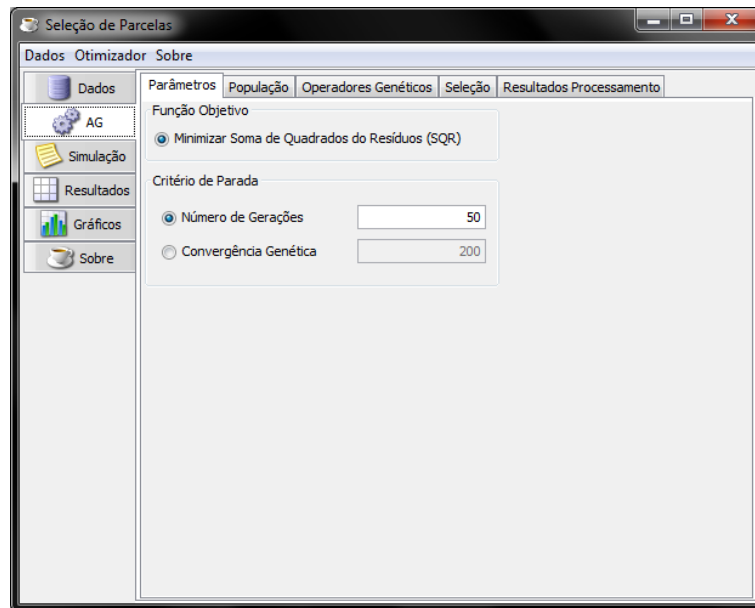 Seleção de Parcelas
Dados Otimizador Sobre
Dados
AG
Simulação
Resultados
Gráficos
Sobre
Parâmetros População Operadores Genéticos Seleção Resultados Processamento
Função Objetivo
Minimizar Soma de Quadrados do Resíduos (SQR)
Critério de Parada
Número de Gerações 50
Convergência Genética 200